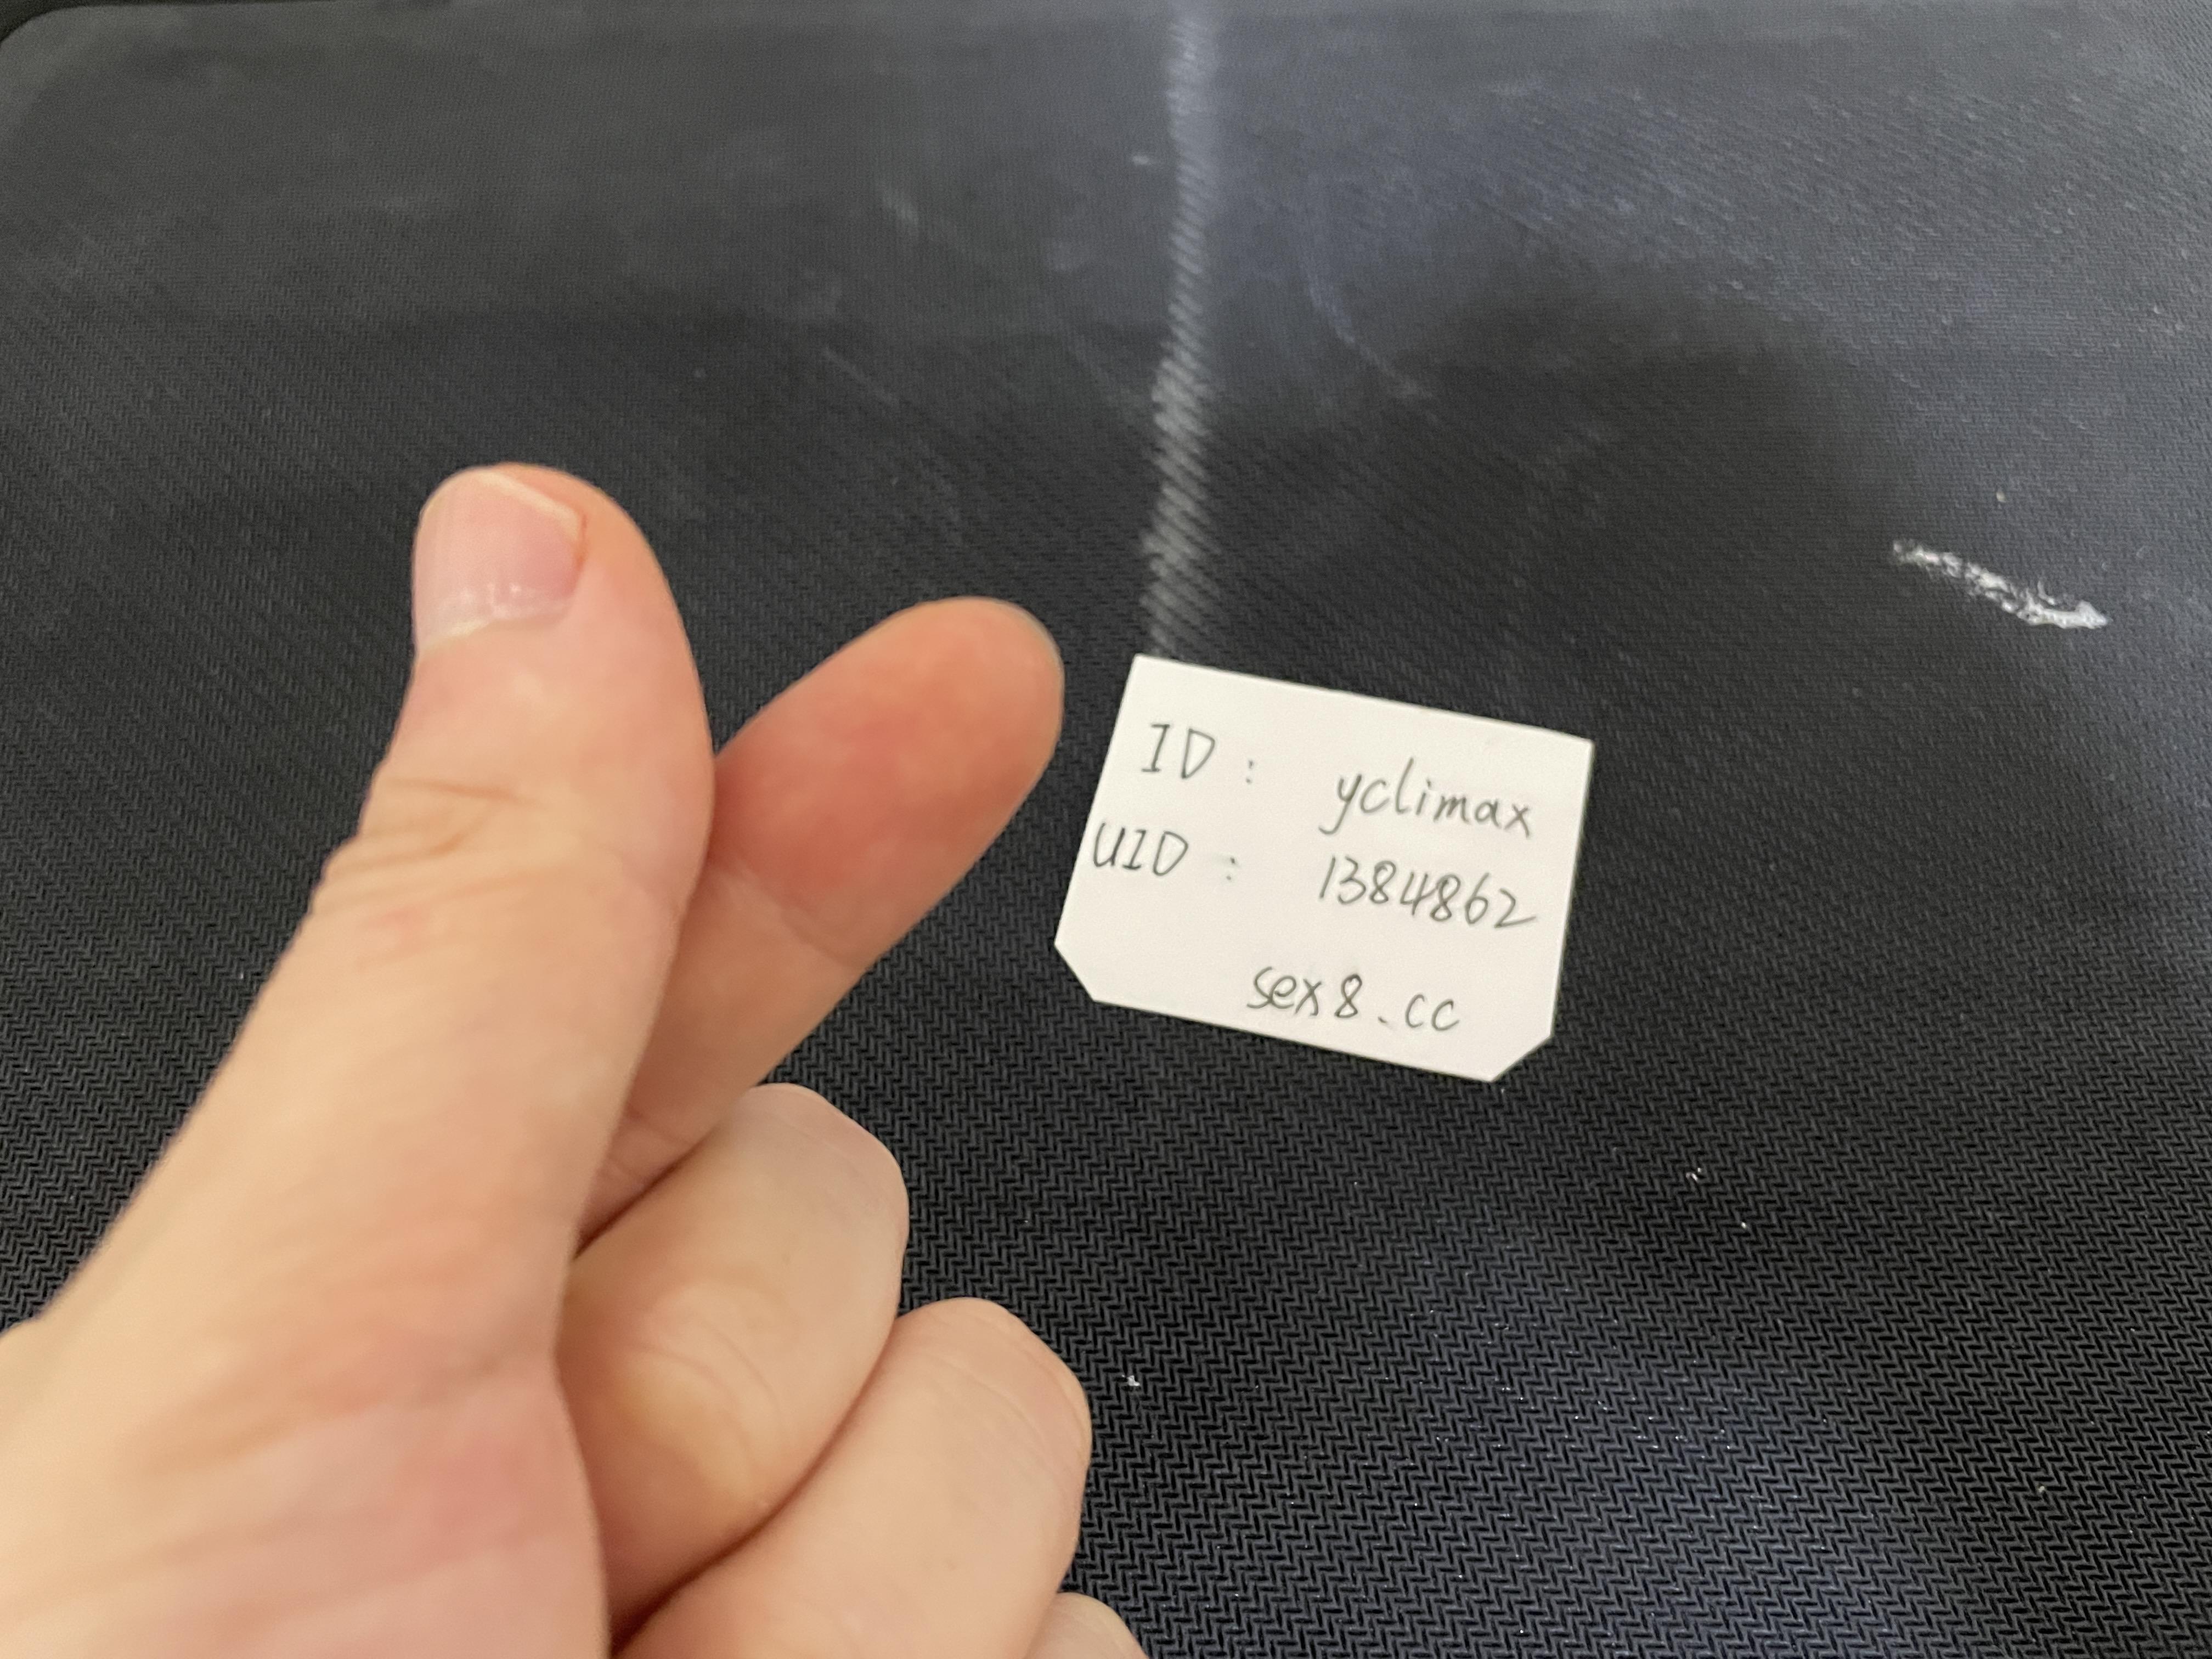 ID : yclimax
UID : 1384862
sex8.cc